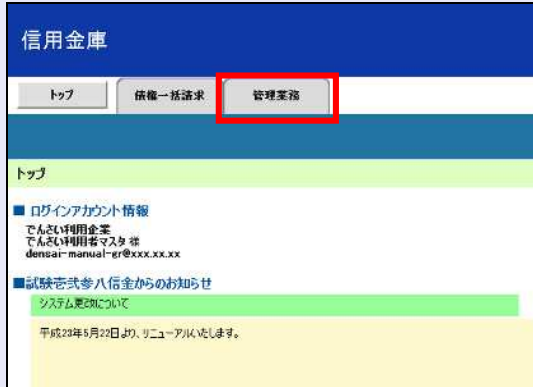 信用金庫
トップ
債権一括請求
管理業務
トップ
■ ログインアカウント情報
でんさい利用企業
でんさい利用者マスタ 様
densai-manual-gr@xxx.xx.xx
■試験壱弐参八信金からのお知らせ
システム更改について
平成23年5月22日より、リニューアルいたします。